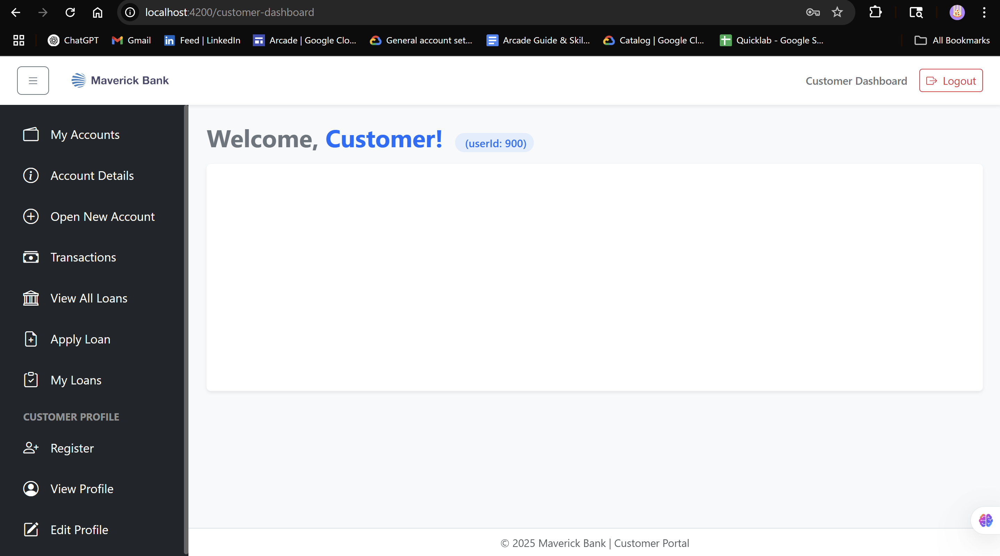 localhost:4200/customer-dashboard
ChatGPT
Gmail
Feed | LinkedIn
Arcade | Google Clo...
General account set...
Arcade Guide & Skil...
Catalog | Google Cl...
Quicklab - Google S...
All Bookmarks
Maverick Bank
Customer Dashboard
Logout
My Accounts
Account Details
Open New Account
Transactions
View All Loans
Apply Loan
My Loans
CUSTOMER PROFILE
Register
View Profile
Edit Profile
Welcome, Customer! (userId: 900)
© 2025 Maverick Bank | Customer Portal